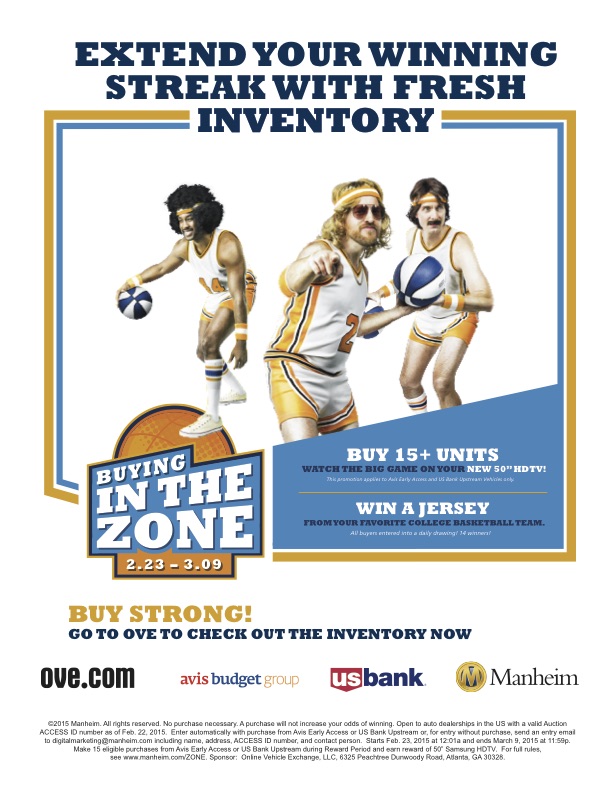 EXTEND YOUR WINNING
STREAK WITH FRESH
INVENTORY
14
2
BUYING
IN THE
ZONE
2.23 – 3.09
BUY 15+ UNITS
WATCH THE BIG GAME ON YOUR NEW 50" HDTV!
This promotion applies to Avis Early Access and US Bank Upstream Vehicles only.
WIN A JERSEY
FROM YOUR FAVORITE COLLEGE BASKETBALL TEAM.
All buyers entered into a daily drawing! 14 winners!
BUY STRONG!
GO TO OVE TO CHECK OUT THE INVENTORY NOW
ove.com
avis budget group
usbank.
M Manheim
©2015 Manheim. All rights reserved. No purchase necessary. A purchase will not increase your odds of winning. Open to auto dealerships in the US with a valid Auction
ACCESS ID number as of Feb. 22, 2015. Enter automatically with purchase from Avis Early Access or US Bank Upstream or, for entry without purchase, send an entry email
to digitalmarketing@manheim.com including name, address, ACCESS ID number, and contact person. Starts Feb. 23, 2015 at 12:01a and ends March 9, 2015 at 11:59p.
Make 15 eligible purchases from Avis Early Access or US Bank Upstream during Reward Period and earn reward of 50" Samsung HDTV. For full rules,
see www.manheim.com/ZONE. Sponsor: Online Vehicle Exchange, LLC, 6325 Peachtree Dunwoody Road, Atlanta, GA 30328.